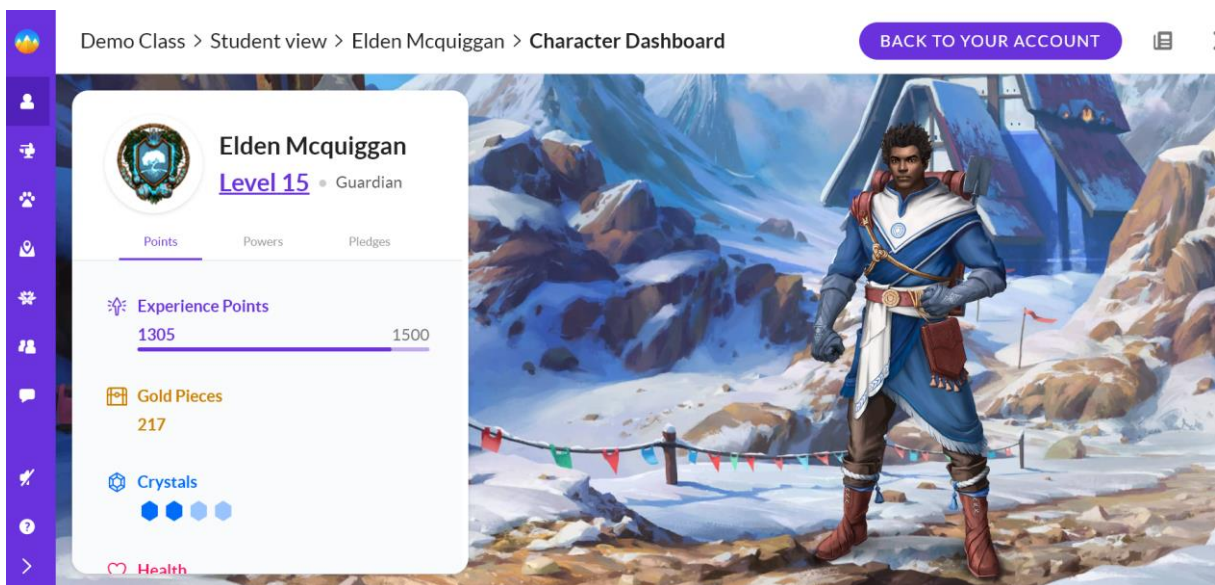 Demo Class > Student view > Elden Mcquiggan > Character Dashboard
BACK TO YOUR ACCOUNT
Elden Mcquiggan
Level 15 • Guardian
Points Powers Pledges
Experience Points
1305 1500
Gold Pieces
217
Crystals
Health